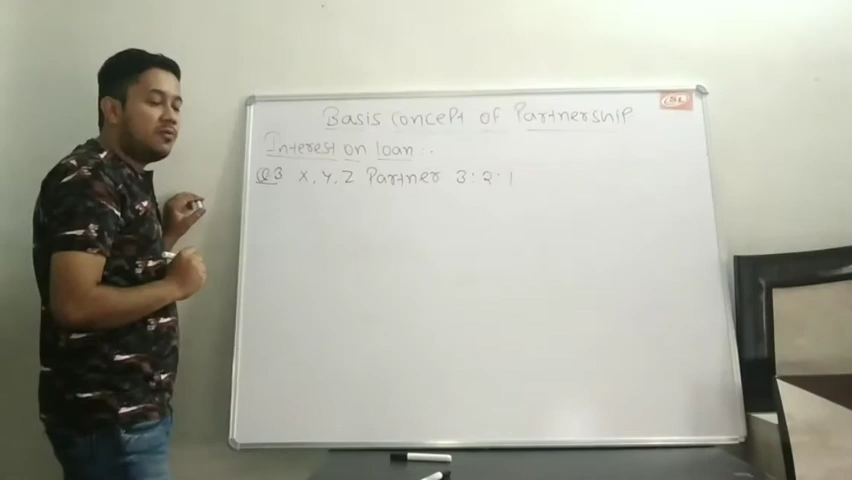 Basis concept of Partnership
Interest on loan :-
Q3 X, Y, Z Partner 3:2:1